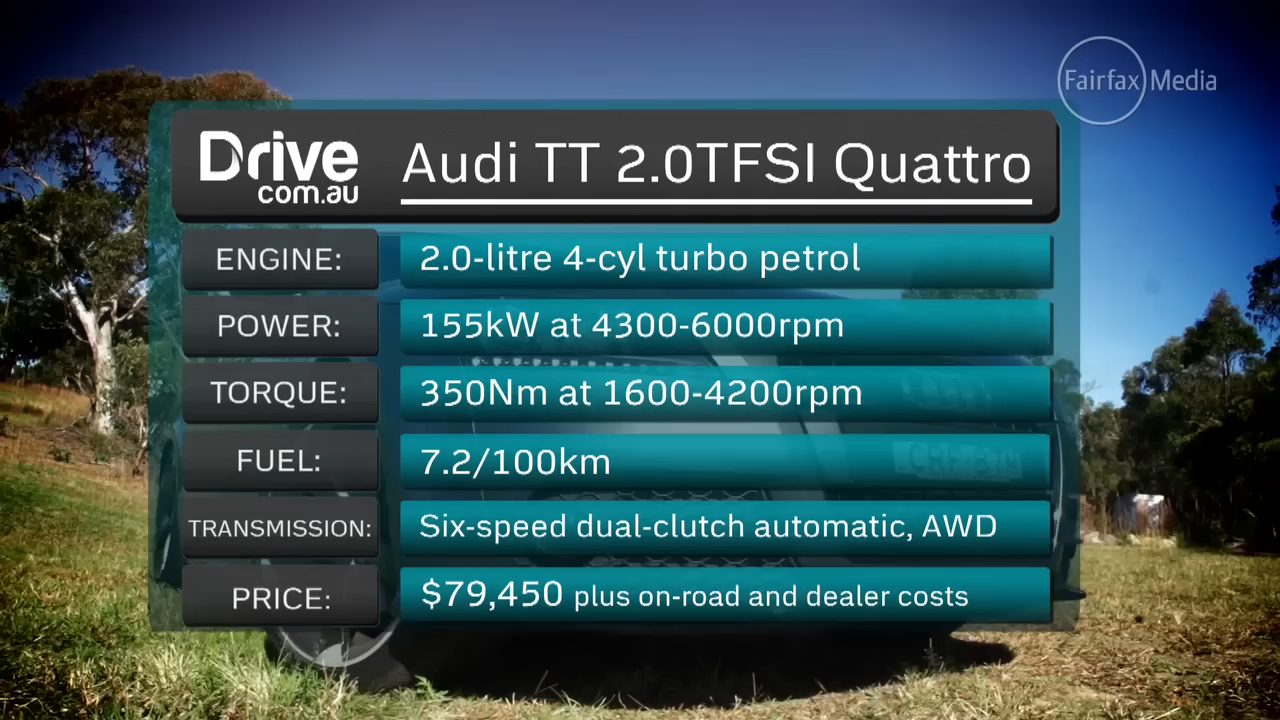 Fairfax Media
Drive
com.au
Audi TT 2.0TFSI Quattro
ENGINE: 2.0-litre 4-cyl turbo petrol
POWER: 155kW at 4300-6000rpm
TORQUE: 350Nm at 1600-4200rpm
FUEL: 7.2/100km
TRANSMISSION: Six-speed dual-clutch automatic, AWD
PRICE: $79,450 plus on-road and dealer costs